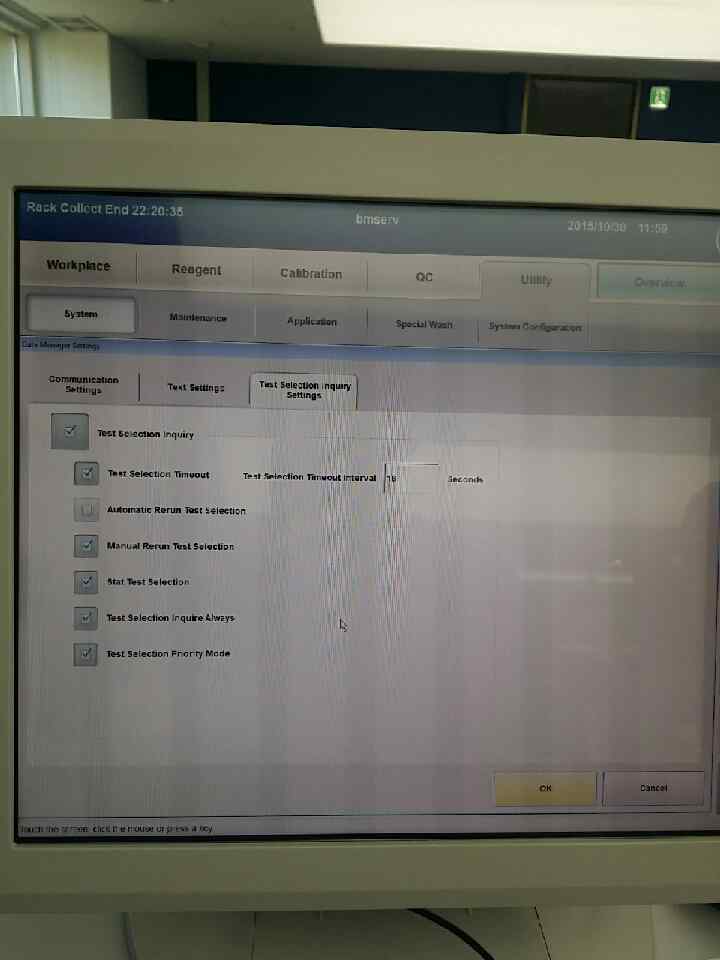 Rack Collect End 22:20:35
bmserv
2015/10/30 11:59
Workplace
Reagent
Calibration
QC
Utility
Overview
System
Maintenance
Application
Special Wash
System Configuration
Data Manager Settings
Communication
Settings
Text Settings
Test Selection Inquiry
Settings
Test Selection Inquiry
Test Selection Timeout
Test Selection Timeout Interval
Seconds
Automatic Rerun Test Selection
Manual Rerun Test Selection
Stat Test Selection
Test Selection Inquire Always
Test Selection Priority Mode
OK
Cancel
Touch the screen, click the mouse or press a key.